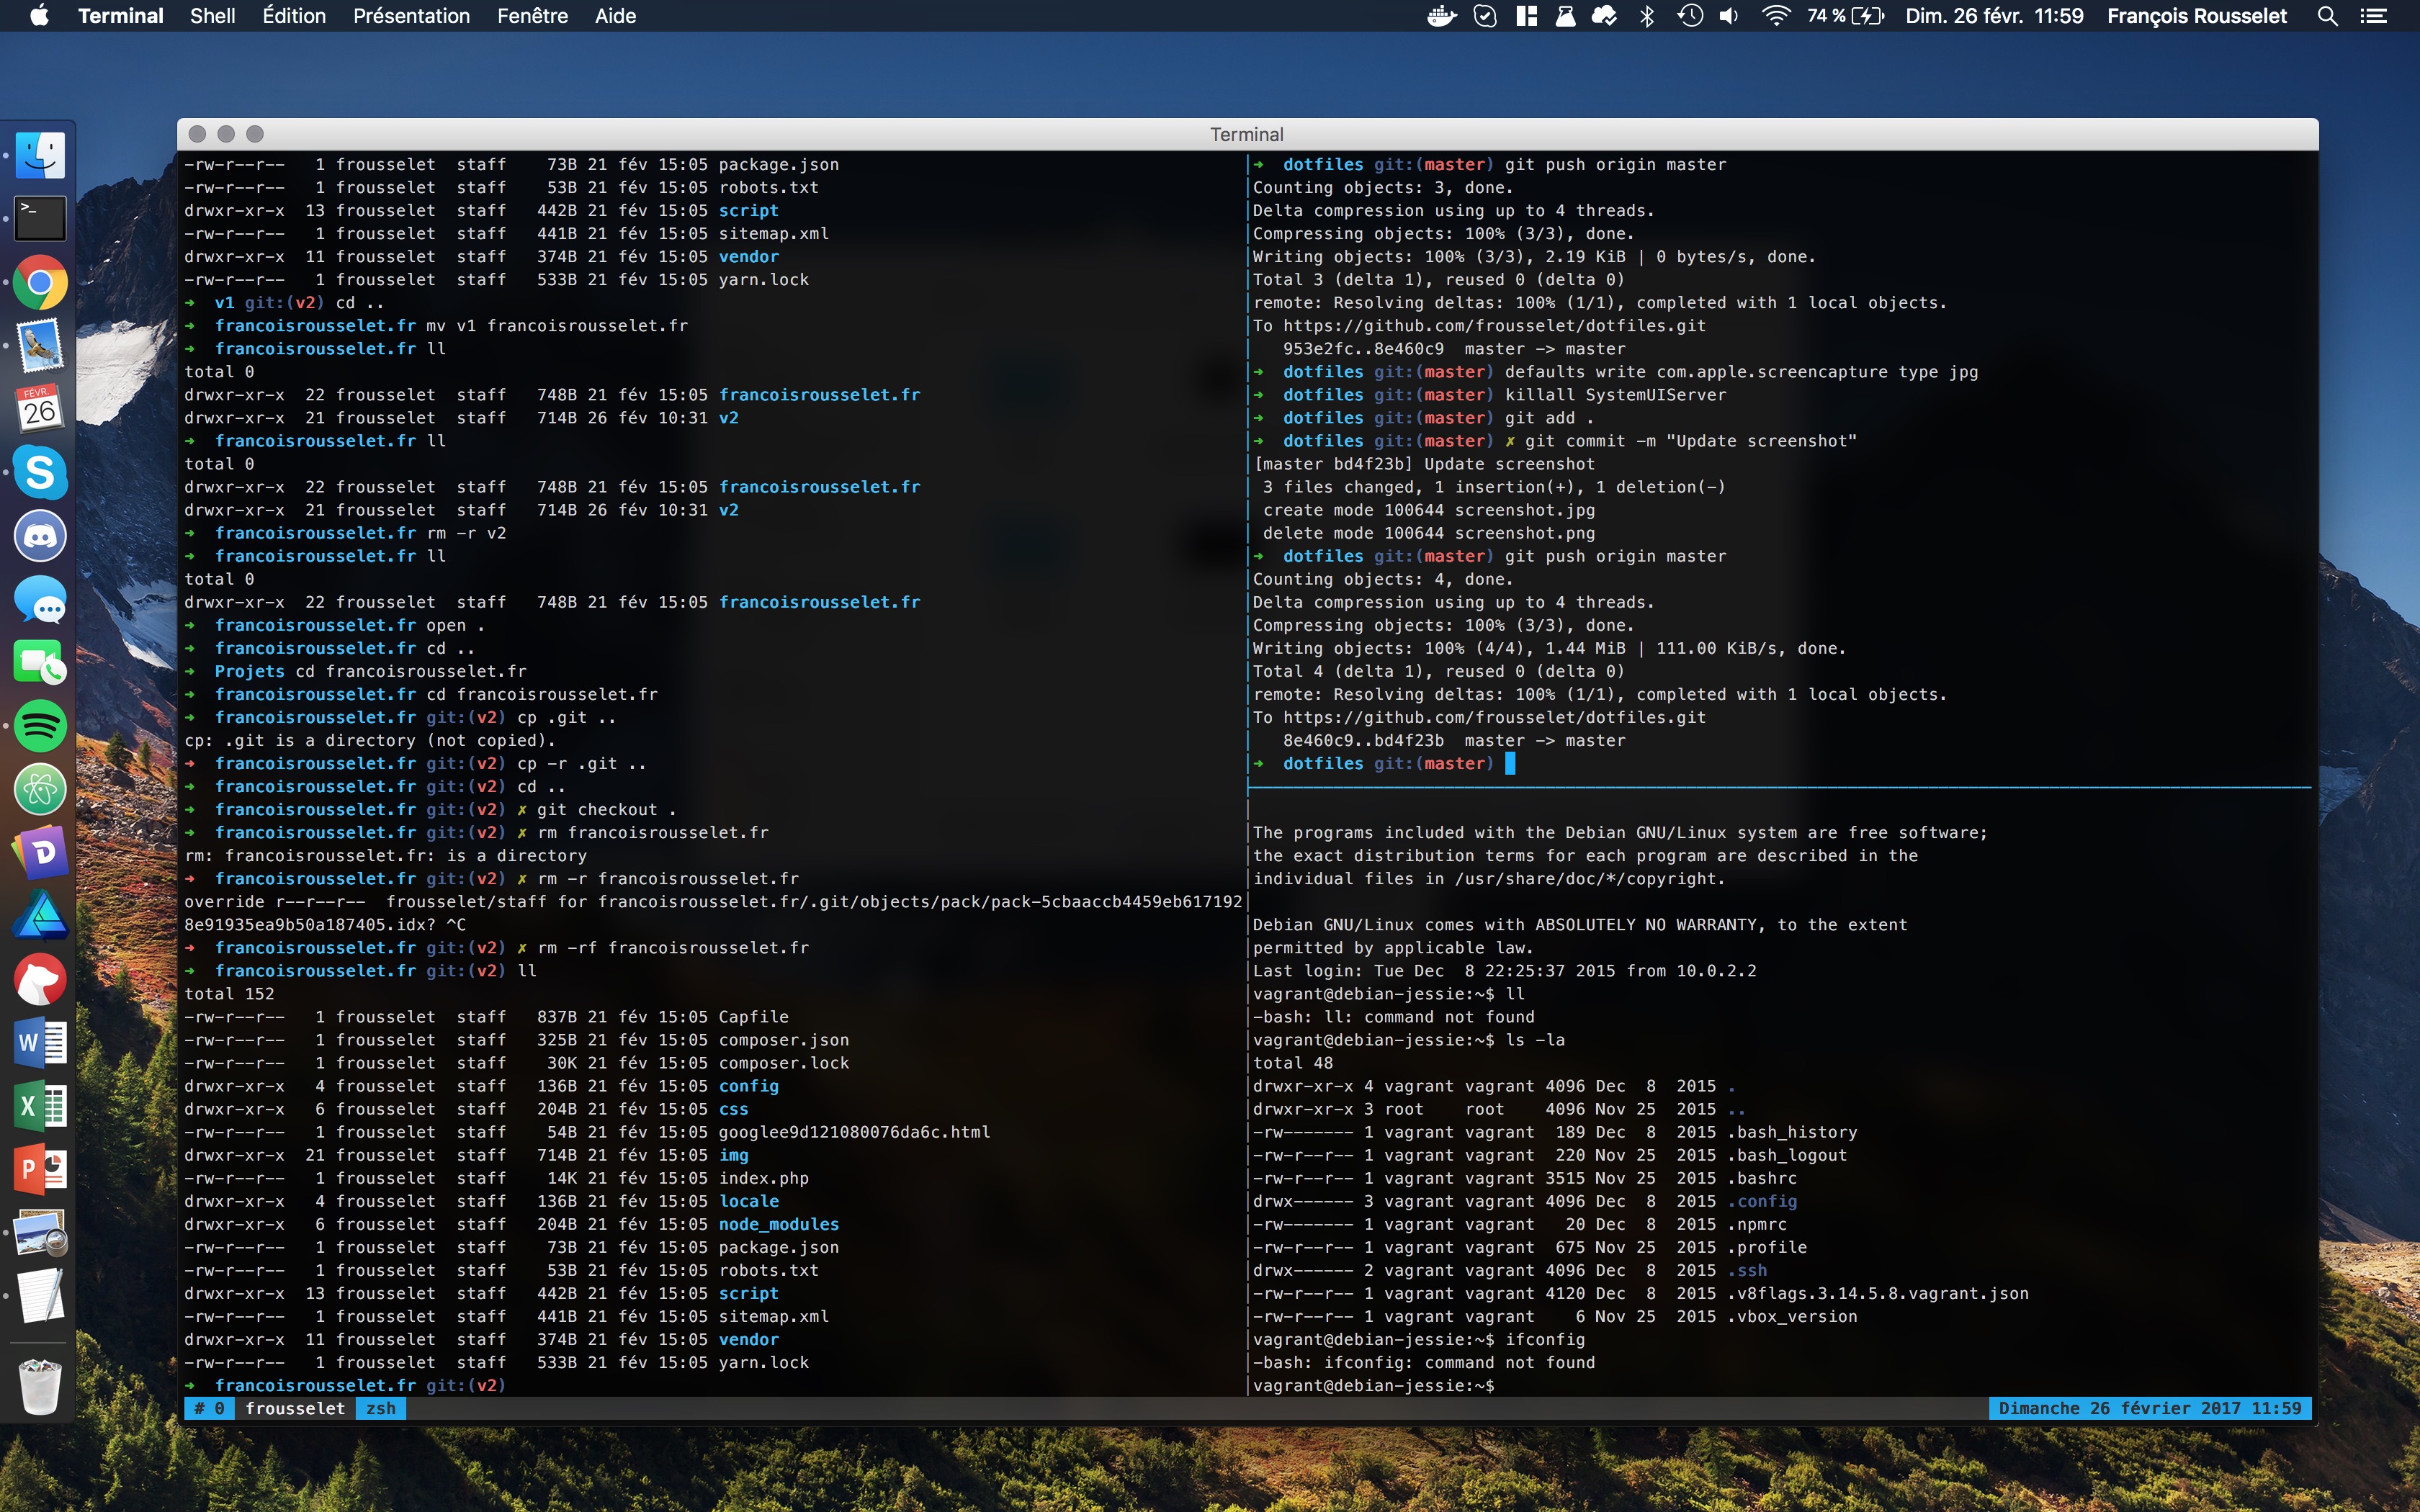 Terminal Shell Édition Présentation Fenêtre Aide 74 % Dim. 26 févr. 11:59 François Rousselet
Terminal
-rw-r--r--   1 frousselet  staff    73B 21 fév 15:05 package.json
-rw-r--r--   1 frousselet  staff    53B 21 fév 15:05 robots.txt
drwxr-xr-x  13 frousselet  staff   442B 21 fév 15:05 script
-rw-r--r--   1 frousselet  staff   441B 21 fév 15:05 sitemap.xml
drwxr-xr-x  11 frousselet  staff   374B 21 fév 15:05 vendor
-rw-r--r--   1 frousselet  staff   533B 21 fév 15:05 yarn.lock
➜  v1 git:(v2) cd ..
➜  francoisrousselet.fr mv v1 francoisrousselet.fr
➜  francoisrousselet.fr ll
total 0
drwxr-xr-x  22 frousselet  staff   748B 21 fév 15:05 francoisrousselet.fr
drwxr-xr-x  21 frousselet  staff   714B 26 fév 10:31 v2
➜  francoisrousselet.fr ll
total 0
drwxr-xr-x  22 frousselet  staff   748B 21 fév 15:05 francoisrousselet.fr
drwxr-xr-x  21 frousselet  staff   714B 26 fév 10:31 v2
➜  francoisrousselet.fr rm -r v2
➜  francoisrousselet.fr ll
total 0
drwxr-xr-x  22 frousselet  staff   748B 21 fév 15:05 francoisrousselet.fr
➜  francoisrousselet.fr open .
➜  francoisrousselet.fr cd ..
➜  Projets cd francoisrousselet.fr
➜  francoisrousselet.fr cd francoisrousselet.fr
➜  francoisrousselet.fr git:(v2) cp .git ..
cp: .git is a directory (not copied).
➜  francoisrousselet.fr git:(v2) cp -r .git ..
➜  francoisrousselet.fr git:(v2) cd ..
➜  francoisrousselet.fr git:(v2) ✗ git checkout .
➜  francoisrousselet.fr git:(v2) ✗ rm francoisrousselet.fr
rm: francoisrousselet.fr: is a directory
➜  francoisrousselet.fr git:(v2) ✗ rm -r francoisrousselet.fr
override r--r--r--  frousselet/staff for francoisrousselet.fr/.git/objects/pack/pack-5cbaaccb4459eb617192
8e91935ea9b50a187405.idx? ^C
➜  francoisrousselet.fr git:(v2) ✗ rm -rf francoisrousselet.fr
➜  francoisrousselet.fr git:(v2) ll
total 152
-rw-r--r--   1 frousselet  staff   837B 21 fév 15:05 Capfile
-rw-r--r--   1 frousselet  staff   325B 21 fév 15:05 composer.json
-rw-r--r--   1 frousselet  staff    30K 21 fév 15:05 composer.lock
drwxr-xr-x   4 frousselet  staff   136B 21 fév 15:05 config
drwxr-xr-x   6 frousselet  staff   204B 21 fév 15:05 css
-rw-r--r--   1 frousselet  staff    54B 21 fév 15:05 googlee9d121080076da6c.html
drwxr-xr-x  21 frousselet  staff   714B 21 fév 15:05 img
-rw-r--r--   1 frousselet  staff    14K 21 fév 15:05 index.php
drwxr-xr-x   4 frousselet  staff   136B 21 fév 15:05 locale
drwxr-xr-x   6 frousselet  staff   204B 21 fév 15:05 node_modules
-rw-r--r--   1 frousselet  staff    73B 21 fév 15:05 package.json
-rw-r--r--   1 frousselet  staff    53B 21 fév 15:05 robots.txt
drwxr-xr-x  13 frousselet  staff   442B 21 fév 15:05 script
-rw-r--r--   1 frousselet  staff   441B 21 fév 15:05 sitemap.xml
drwxr-xr-x  11 frousselet  staff   374B 21 fév 15:05 vendor
-rw-r--r--   1 frousselet  staff   533B 21 fév 15:05 yarn.lock
➜  francoisrousselet.fr git:(v2)
➜  dotfiles git:(master) git push origin master
Counting objects: 3, done.
Delta compression using up to 4 threads.
Compressing objects: 100% (3/3), done.
Writing objects: 100% (3/3), 2.19 KiB | 0 bytes/s, done.
Total 3 (delta 1), reused 0 (delta 0)
remote: Resolving deltas: 100% (1/1), completed with 1 local objects.
To https://github.com/frousselet/dotfiles.git
   953e2fc..8e460c9  master -> master
➜  dotfiles git:(master) defaults write com.apple.screencapture type jpg
➜  dotfiles git:(master) killall SystemUIServer
➜  dotfiles git:(master) git add .
➜  dotfiles git:(master) ✗ git commit -m "Update screenshot"
[master bd4f23b] Update screenshot
 3 files changed, 1 insertion(+), 1 deletion(-)
 create mode 100644 screenshot.jpg
 delete mode 100644 screenshot.png
➜  dotfiles git:(master) git push origin master
Counting objects: 4, done.
Delta compression using up to 4 threads.
Compressing objects: 100% (3/3), done.
Writing objects: 100% (4/4), 1.44 MiB | 111.00 KiB/s, done.
Total 4 (delta 1), reused 0 (delta 0)
remote: Resolving deltas: 100% (1/1), completed with 1 local objects.
To https://github.com/frousselet/dotfiles.git
   8e460c9..bd4f23b  master -> master
➜  dotfiles git:(master)
The programs included with the Debian GNU/Linux system are free software;
the exact distribution terms for each program are described in the
individual files in /usr/share/doc/*/copyright.
Debian GNU/Linux comes with ABSOLUTELY NO WARRANTY, to the extent
permitted by applicable law.
Last login: Tue Dec  8 22:25:37 2015 from 10.0.2.2
vagrant@debian-jessie:~$ ll
-bash: ll: command not found
vagrant@debian-jessie:~$ ls -la
total 48
drwxr-xr-x 4 vagrant vagrant 4096 Dec  8  2015 .
drwxr-xr-x 3 root    root    4096 Nov 25  2015 ..
-rw------- 1 vagrant vagrant  189 Dec  8  2015 .bash_history
-rw-r--r-- 1 vagrant vagrant  220 Nov 25  2015 .bash_logout
-rw-r--r-- 1 vagrant vagrant 3515 Nov 25  2015 .bashrc
drwx------ 3 vagrant vagrant 4096 Dec  8  2015 .config
-rw------- 1 vagrant vagrant   20 Dec  8  2015 .npmrc
-rw-r--r-- 1 vagrant vagrant  675 Nov 25  2015 .profile
drwx------ 2 vagrant vagrant 4096 Dec  8  2015 .ssh
-rw-r--r-- 1 vagrant vagrant 4120 Dec  8  2015 .v8flags.3.14.5.8.vagrant.json
-rw-r--r-- 1 vagrant vagrant    6 Nov 25  2015 .vbox_version
vagrant@debian-jessie:~$ ifconfig
-bash: ifconfig: command not found
vagrant@debian-jessie:~$
# 0 frousselet zsh
Dimanche 26 février 2017 11:59
>_
FÉVR.
26
S
D
W
X
P